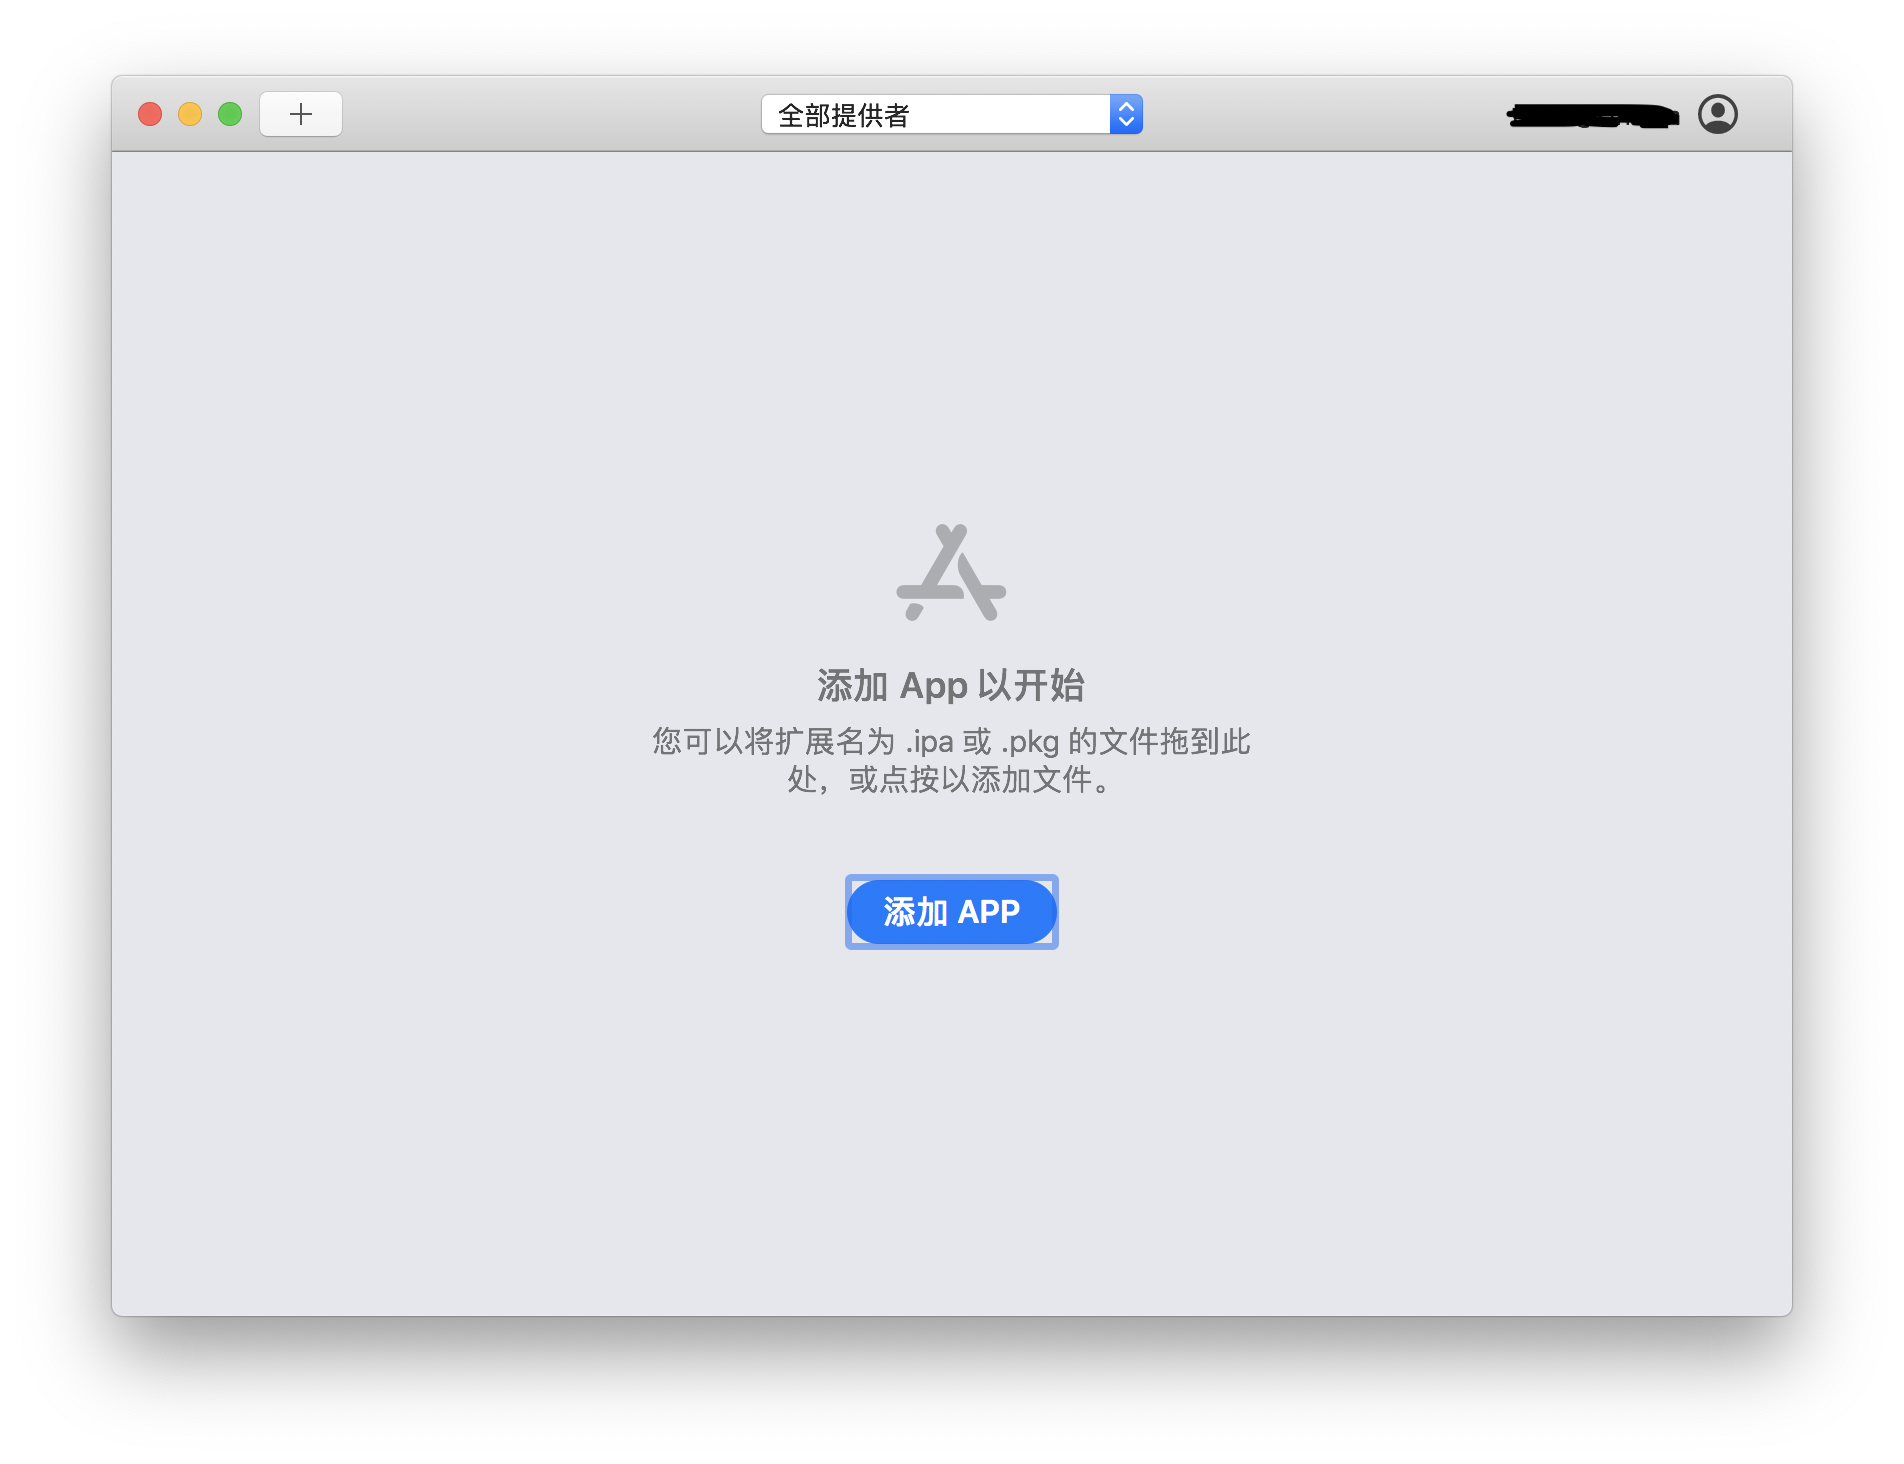 全部提供者
添加 App 以开始
您可以将扩展名为 .ipa 或 .pkg 的文件拖到此
处，或点按以添加文件。
添加 APP